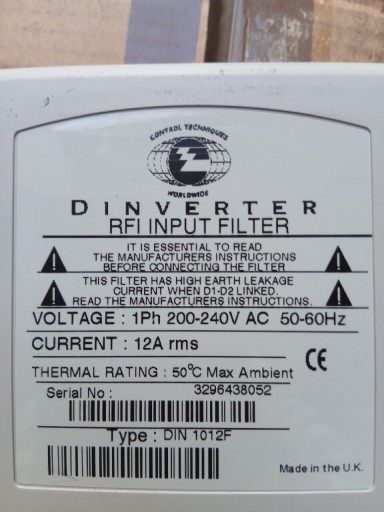 CONTROL TECHNIQUES
WORLDWIDE
DINVERTER
RFI INPUT FILTER
IT IS ESSENTIAL TO READ
THE MANUFACTURERS INSTRUCTIONS
BEFORE CONNECTING THE FILTER
THIS FILTER HAS HIGH EARTH LEAKAGE
CURRENT WHEN D1-D2 LINKED.
READ THE MANUFACTURERS INSTRUCTIONS.
VOLTAGE : 1Ph 200-240V AC 50-60Hz
CURRENT : 12A rms
CE
THERMAL RATING : 50°C Max Ambient
Serial No : 3296438052
Type : DIN 1012F
Made in the U.K.